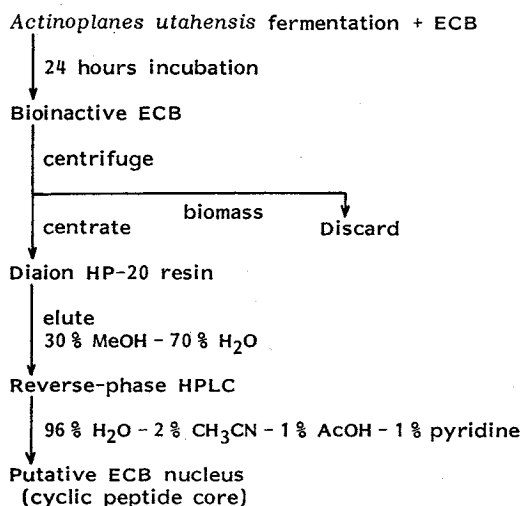 Actinoplanes utahensis fermentation + ECB
24 hours incubation
Bioinactive ECB
centrifuge
biomass
centrate
Discard
Diaion HP-20 resin
elute
30% MeOH - 70% H₂O
Reverse-phase HPLC
96% H₂O - 2% CH₃CN - 1% AcOH - 1% pyridine
Putative ECB nucleus
(cyclic peptide core)